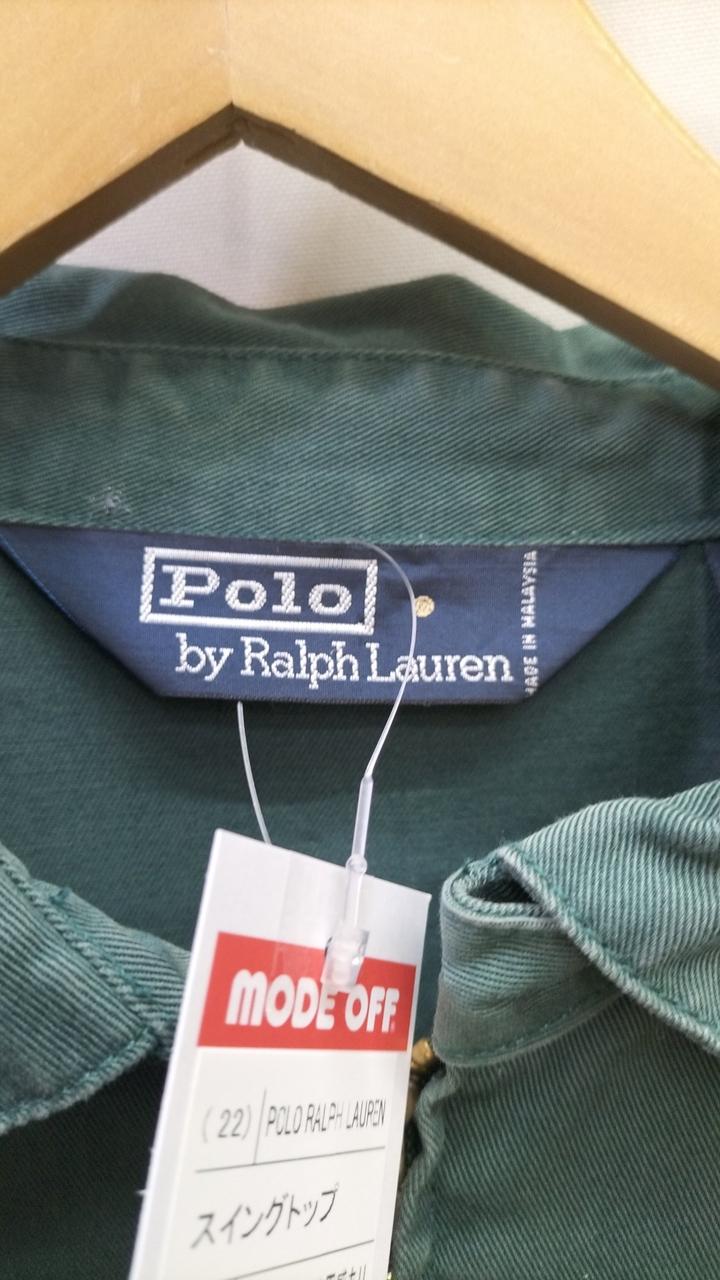 Polo
by Ralph Lauren
MADE IN MALAYSIA
MODE OFF
(22) POLO RALPH LAUREN
スイングトップ